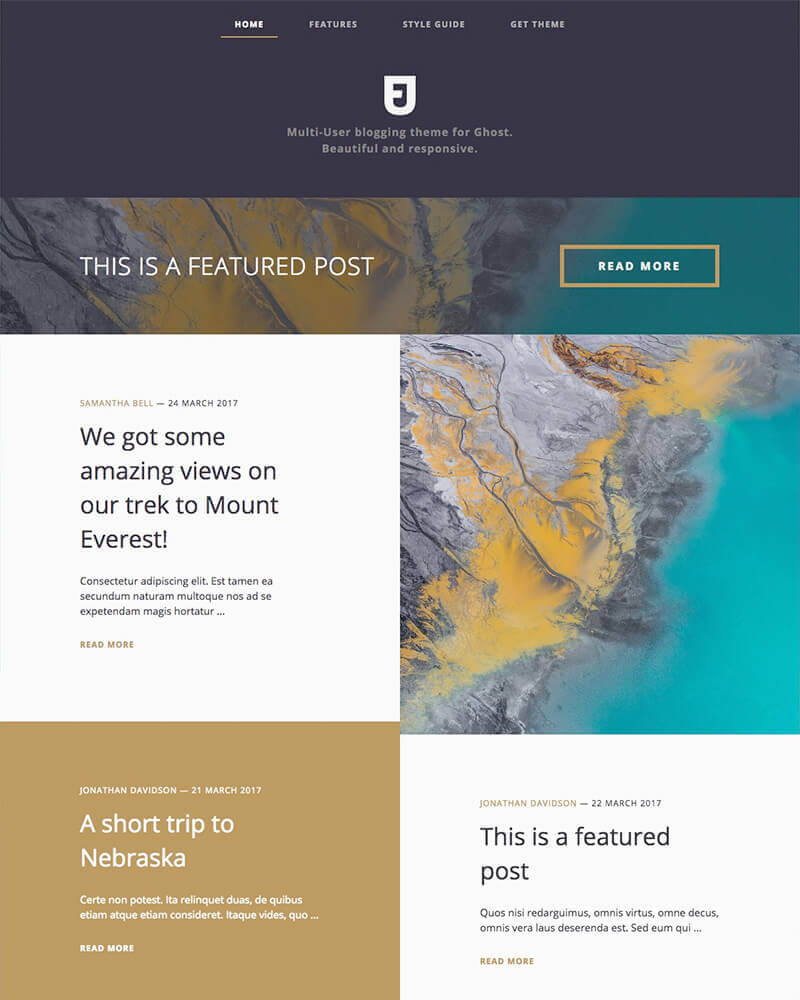 HOME FEATURES STYLE GUIDE GET THEME
Multi-User blogging theme for Ghost.
Beautiful and responsive.
THIS IS A FEATURED POST
READ MORE
SAMANTHA BELL — 24 MARCH 2017
We got some
amazing views on
our trek to Mount
Everest!
Consectetur adipiscing elit. Est tamen ea
secundum naturam multoque nos ad se
expetendam magis hortatur ...
READ MORE
JONATHAN DAVIDSON — 21 MARCH 2017
A short trip to
Nebraska
Certe non potest. Ita relinquet duas, de quibus
etiam atque etiam consideret. Itaque vides, quo ...
READ MORE
JONATHAN DAVIDSON — 22 MARCH 2017
This is a featured
post
Quos nisi redarguimus, omnis virtus, omne decus,
omnis vera laus deserenda est. Sed eum qui ...
READ MORE